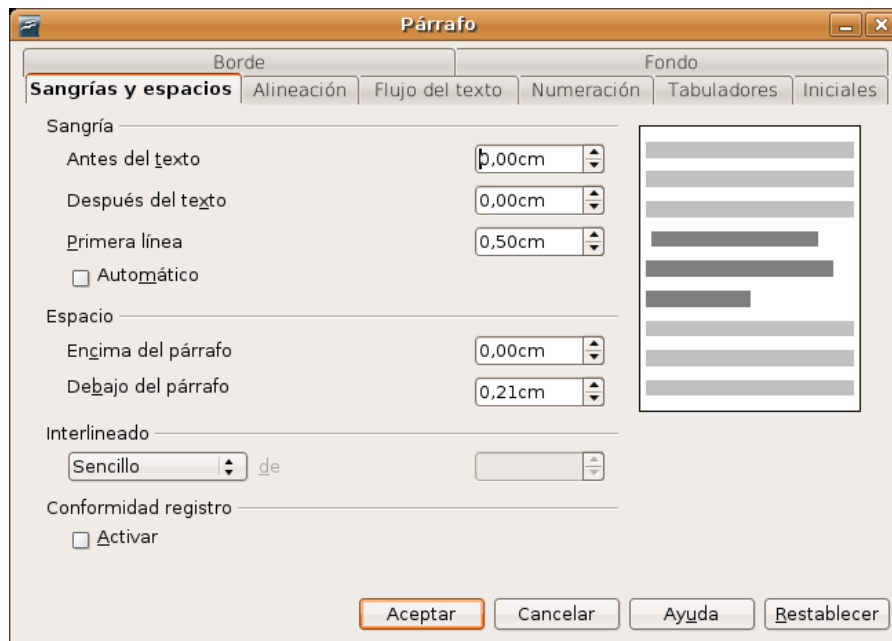 Párrafo
Borde Fondo
Sangrías y espacios Alineación Flujo del texto Numeración Tabuladores Iniciales
Sangría
Antes del texto 0,00cm
Después del texto 0,00cm
Primera línea 0,50cm
Automático
Espacio
Encima del párrafo 0,00cm
Debajo del párrafo 0,21cm
Interlineado
Sencillo de
Conformidad registro
Activar
Aceptar Cancelar Ayuda Restablecer